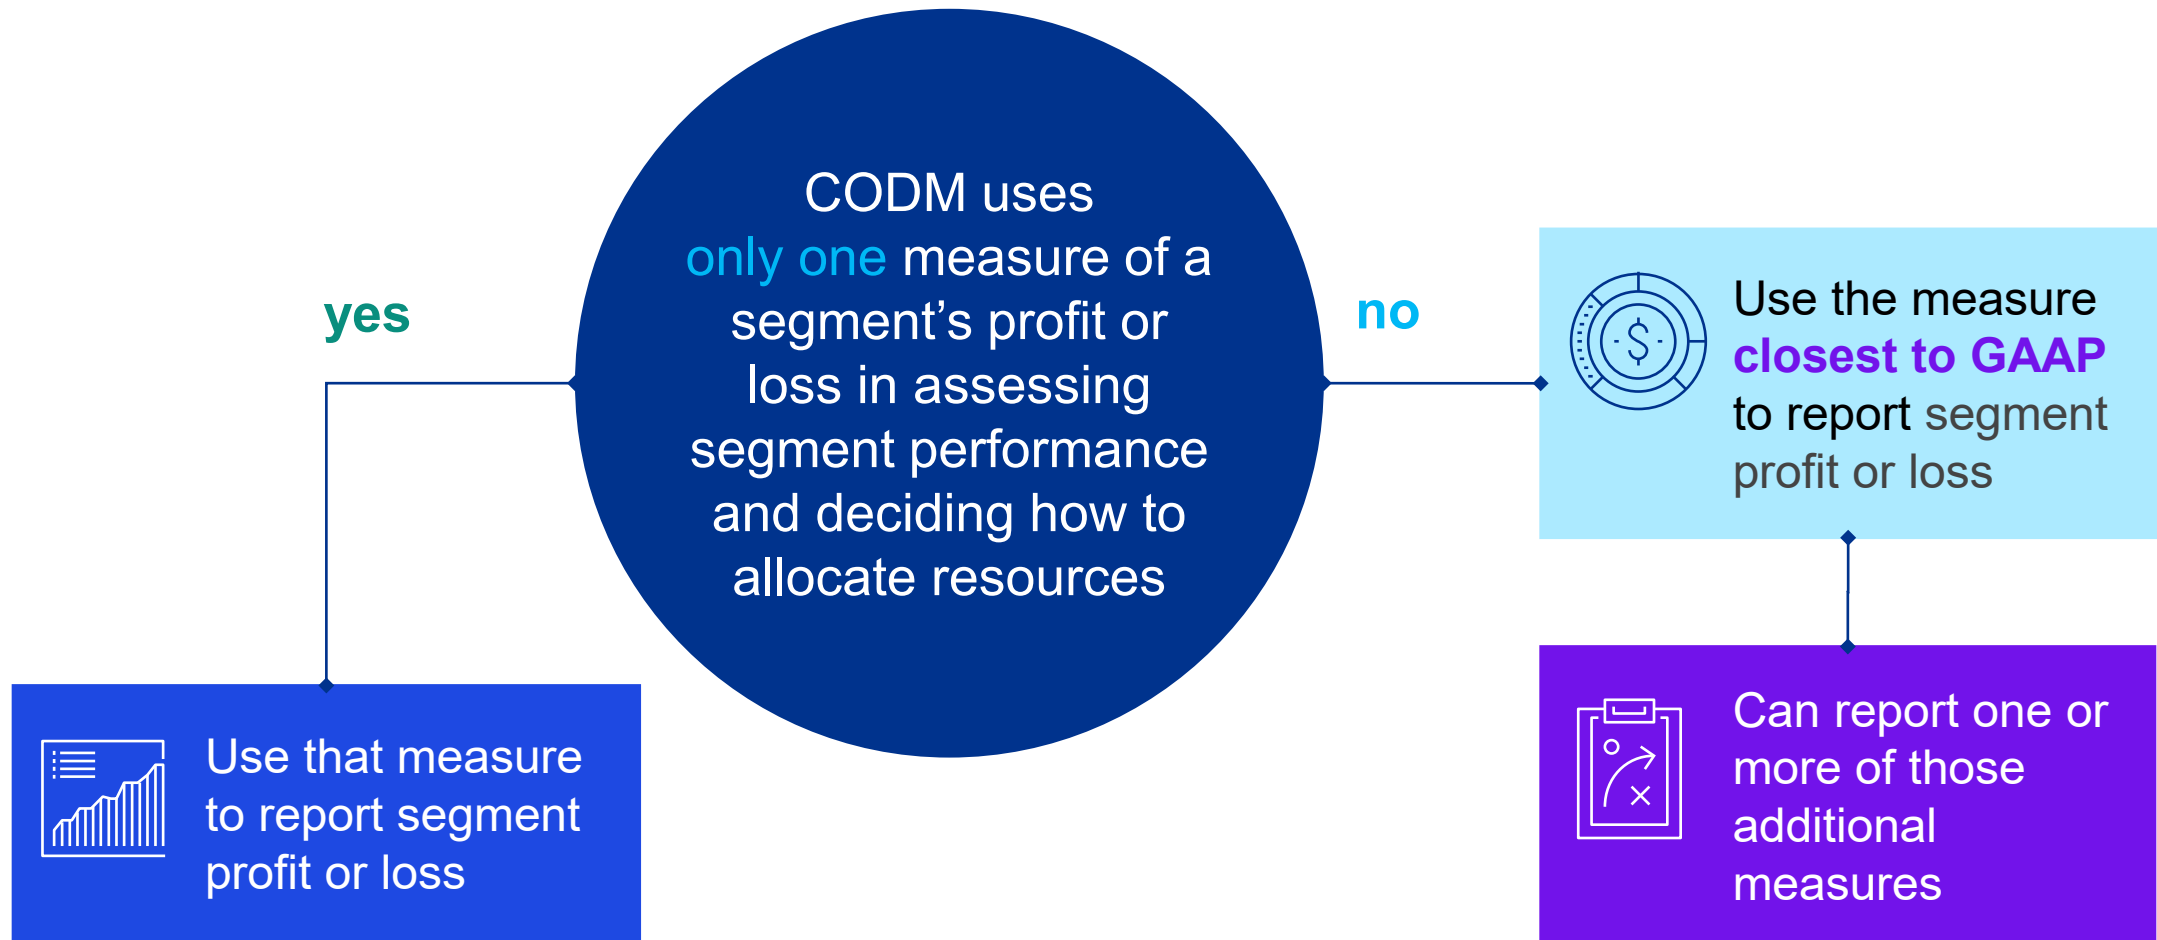 CODM uses
only one measure of a
segment's profit or
loss in assessing
segment performance
and deciding how to
allocate resources
yes
no
Use that measure
to report segment
profit or loss
Use the measure
closest to GAAP
to report segment
profit or loss
$
Can report one or
more of those
additional
measures